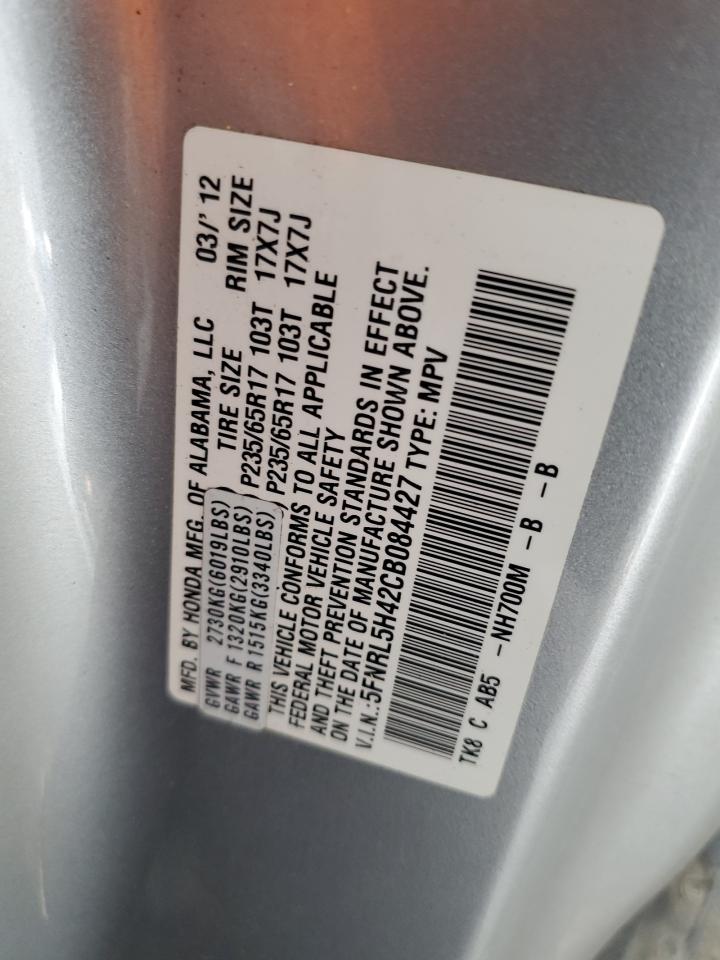 MFD. BY HONDA MFG. OF ALABAMA, LLC 03/' 12
TIRE SIZE RIM SIZE
GVWR 2730KG(6019LBS)
GAWR F 1320KG(2910LBS) P235/65R17 103T 17X7J
GAWR R 1515KG(3340LBS) P235/65R17 103T 17X7J
THIS VEHICLE CONFORMS TO ALL APPLICABLE
FEDERAL MOTOR VEHICLE SAFETY
AND THEFT PREVENTION STANDARDS IN EFFECT
ON THE DATE OF MANUFACTURE SHOWN ABOVE.
V.I.N.:5FNRL5H42CB084427 TYPE: MPV
TK8 C AB5 -NH700M -B -B